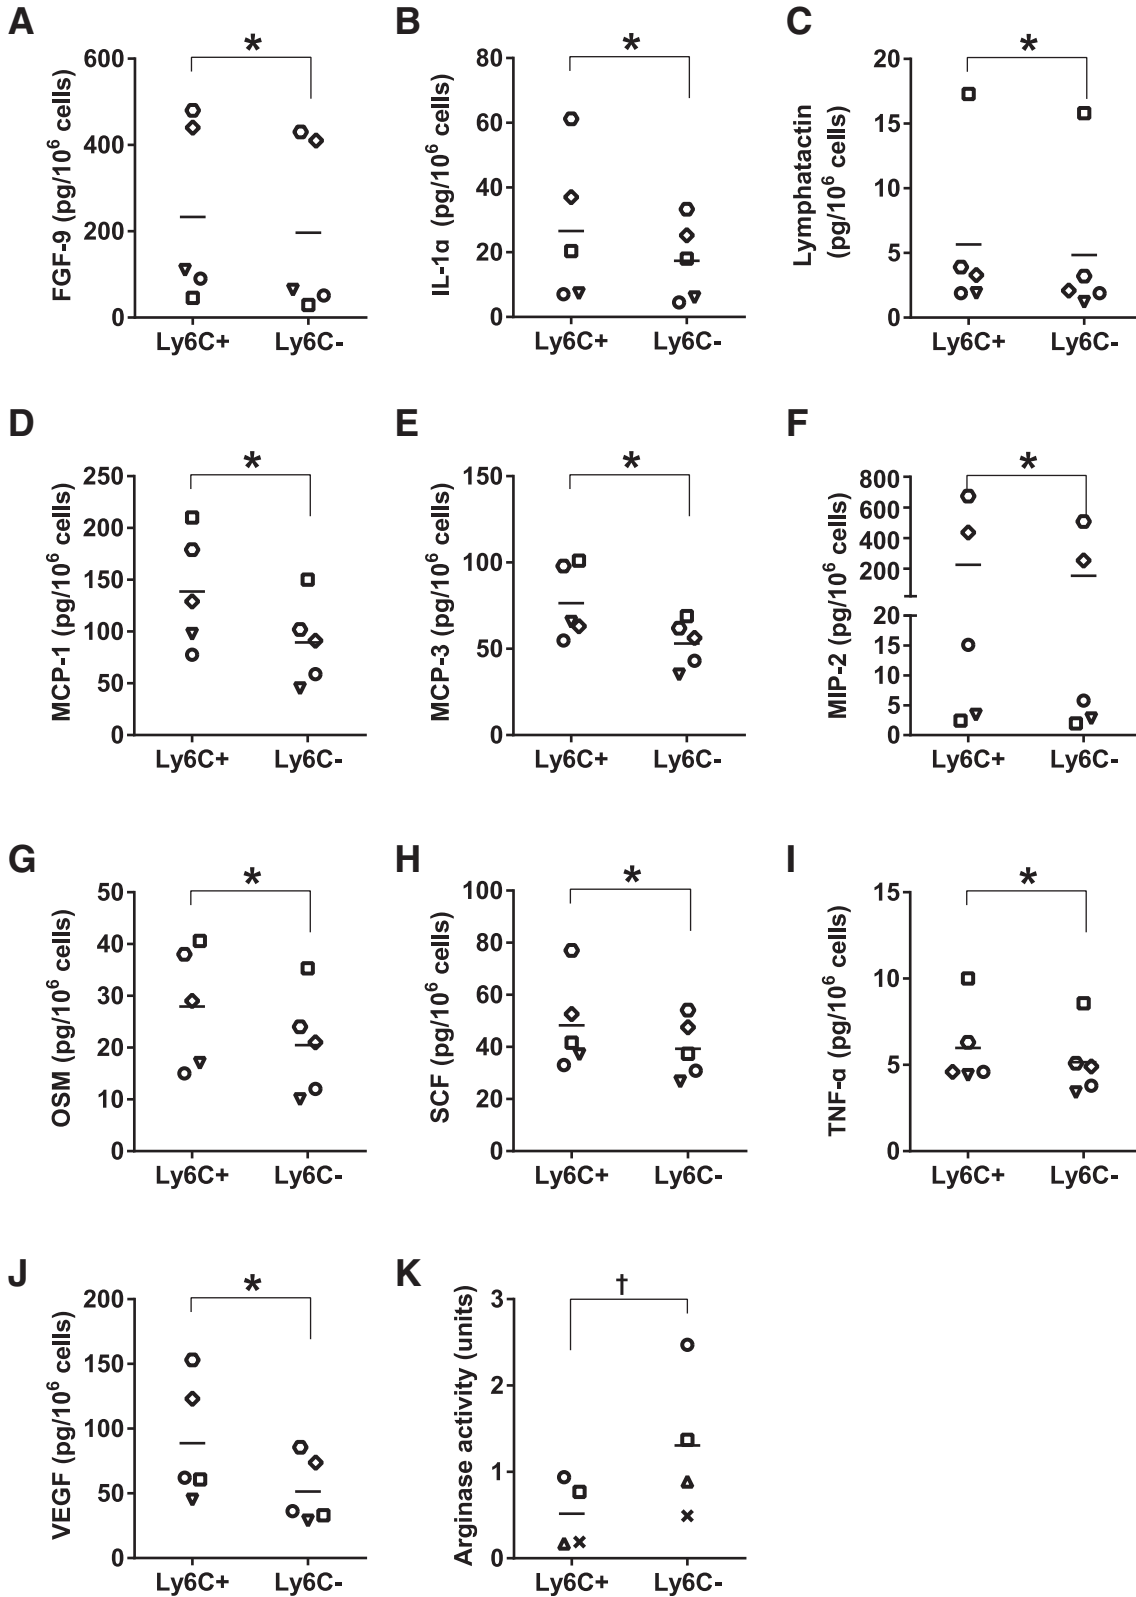 A
FGF-9 (pg/10⁶ cells)
600
400
200
0
*
Ly6C+ Ly6C-
B
IL-1α (pg/10⁶ cells)
80
60
40
20
0
*
Ly6C+ Ly6C-
C
Lymphatactin
(pg/10⁶ cells)
20
15
10
5
0
*
Ly6C+ Ly6C-
D
MCP-1 (pg/10⁶ cells)
250
200
150
100
50
0
*
Ly6C+ Ly6C-
E
MCP-3 (pg/10⁶ cells)
150
100
50
0
*
Ly6C+ Ly6C-
F
MIP-2 (pg/10⁶ cells)
800
600
400
200
20
15
10
5
0
*
Ly6C+ Ly6C-
G
OSM (pg/10⁶ cells)
50
40
30
20
10
0
*
Ly6C+ Ly6C-
H
SCF (pg/10⁶ cells)
100
80
60
40
20
0
*
Ly6C+ Ly6C-
I
TNF-α (pg/10⁶ cells)
15
10
5
0
*
Ly6C+ Ly6C-
J
VEGF (pg/10⁶ cells)
200
150
100
50
0
*
Ly6C+ Ly6C-
K
Arginase activity (units)
3
2
1
0
†
Ly6C+ Ly6C-